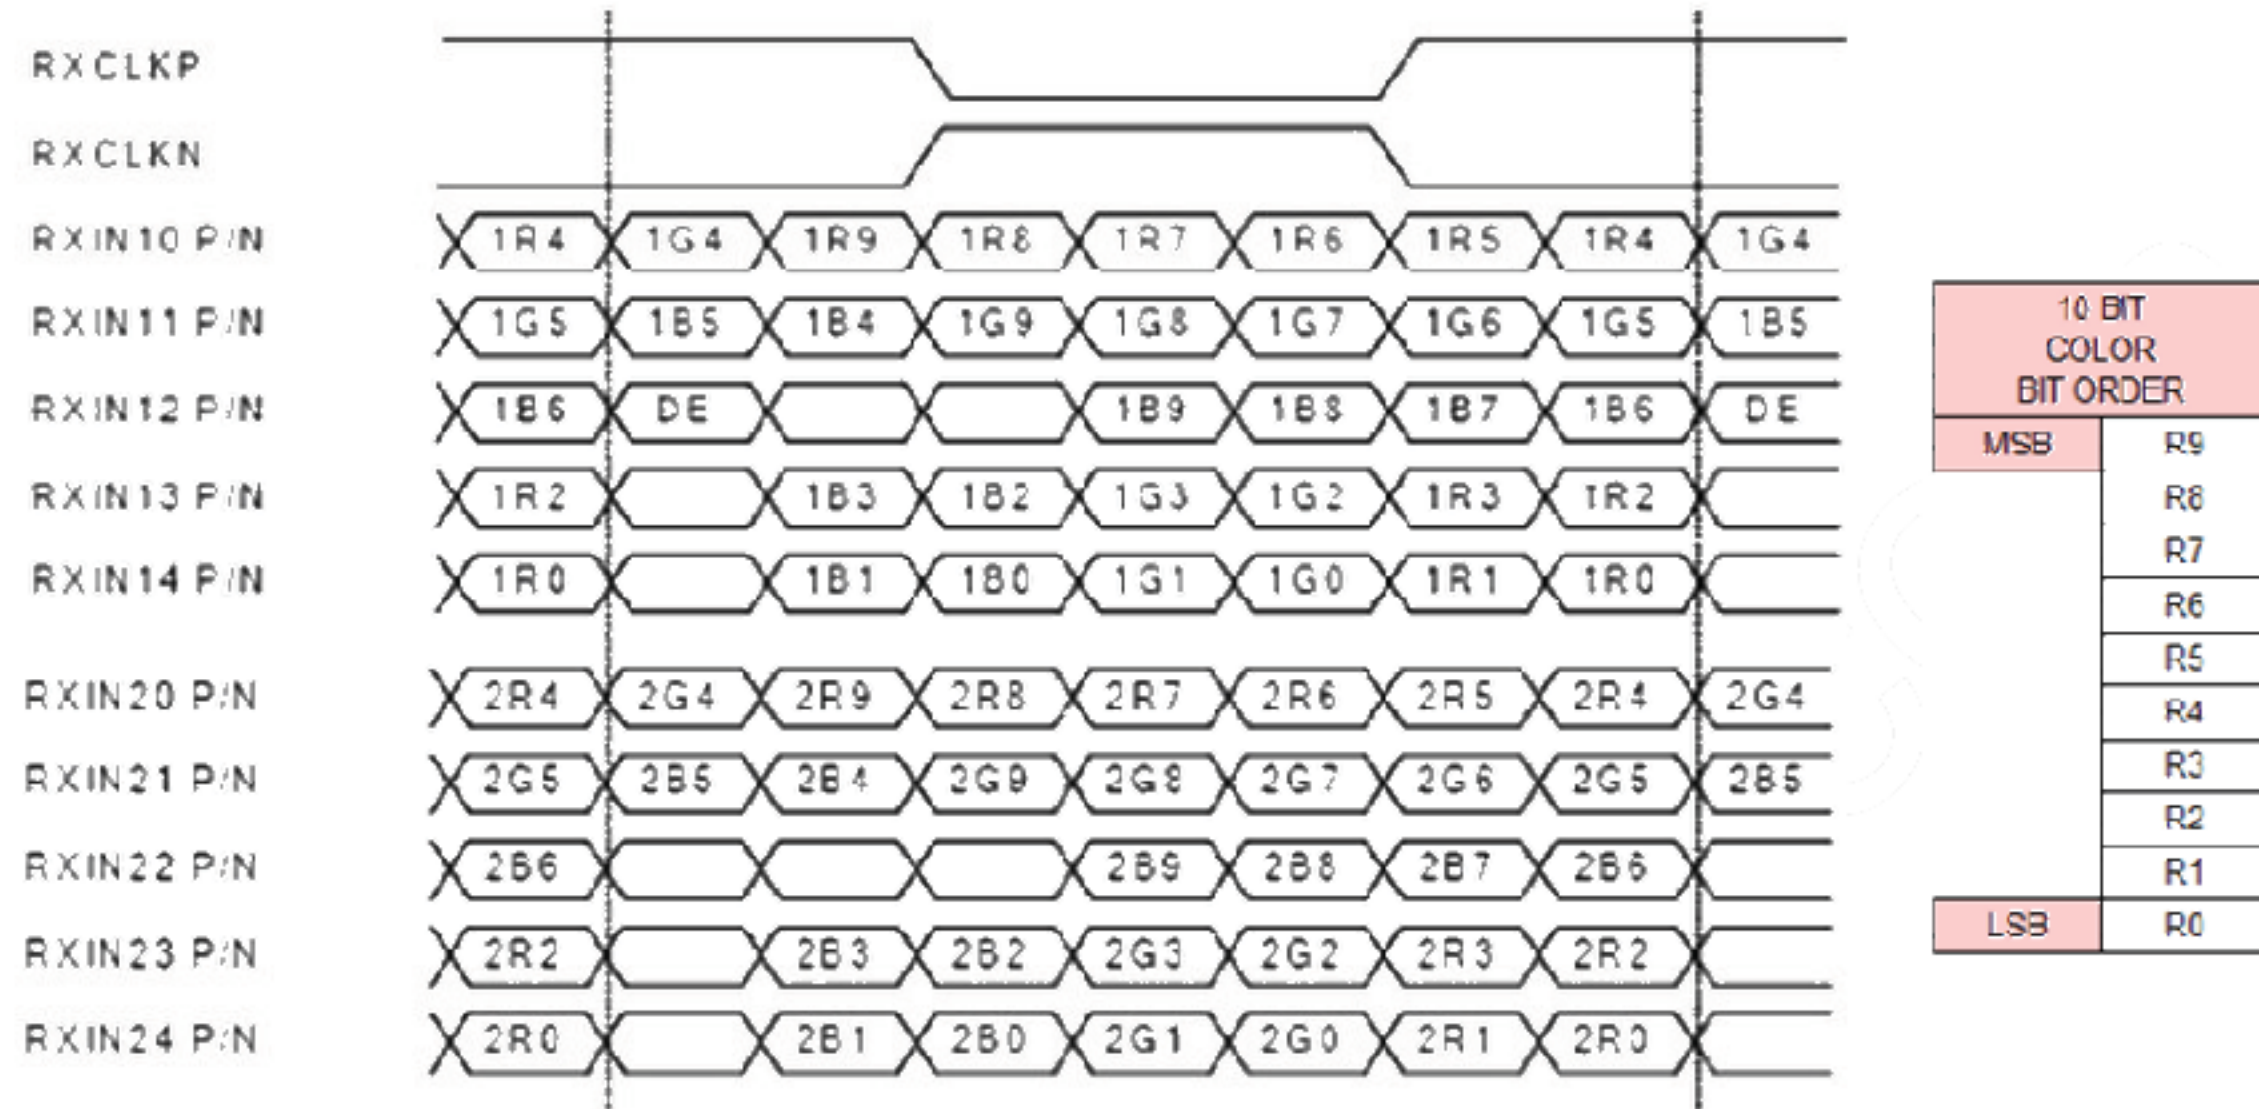 RXCLKP
RXCLKN
RXIN10 P/N 1R4 1G4 1R9 1R8 1R7 1R6 1R5 1R4 1G4
RXIN11 P/N 1G5 1B5 1B4 1G9 1G8 1G7 1G6 1G5 1B5
RXIN12 P/N 1B6 DE 1B9 1B8 1B7 1B6 DE
RXIN13 P/N 1R2 1B3 1B2 1G3 1G2 1R3 1R2
RXIN14 P/N 1R0 1B1 1B0 1G1 1G0 1R1 1R0
RXIN20 P/N 2R4 2G4 2R9 2R8 2R7 2R6 2R5 2R4 2G4
RXIN21 P/N 2G5 2B5 2B4 2G9 2G8 2G7 2G6 2G5 2B5
RXIN22 P/N 2B6 2B9 2B8 2B7 2B6
RXIN23 P/N 2R2 2B3 2B2 2G3 2G2 2R3 2R2
RXIN24 P/N 2R0 2B1 2B0 2G1 2G0 2R1 2R0
10 BIT
COLOR
BIT ORDER
MSB R9
R8
R7
R6
R5
R4
R3
R2
R1
LSB R0